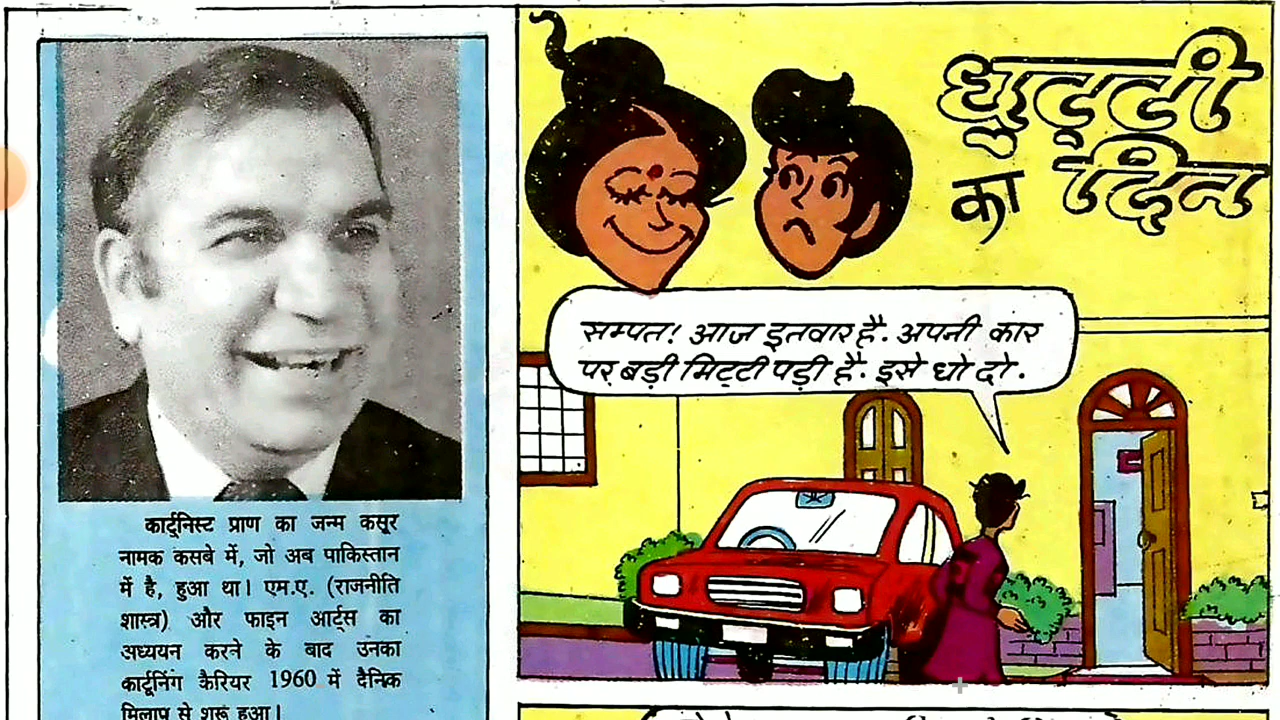 कार्टूनिस्ट प्राण का जन्म कसूर
नामक कसबे में, जो अब पाकिस्तान
में है, हुआ था। एम.ए. (राजनीति
शास्त्र) और फाइन आर्ट्स का
अध्ययन करने के बाद उनका
कार्टूनिंग कैरियर 1960 में दैनिक
मिलाप से शुरू हुआ।
छुट्टी
का दिन
सम्पत! आज इतवार है. अपनी कार
पर बड़ी मिट्टी पड़ी है. इसे धो दो.